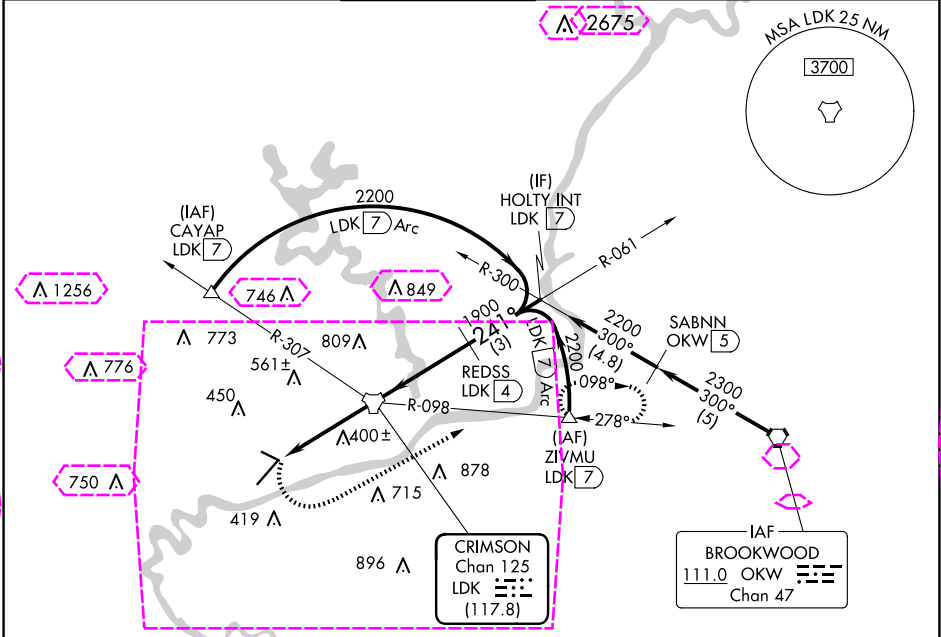 2675
MSA LDK 25 NM
3700
(IAF)
CAYAP
LDK 7
2200
LDK 7 Arc
(IF)
HOLTY INT
LDK 7
R-300
R-061
1256
746
849
1900
241°
(3)
LDK 7 Arc
2200
2200
300°
(4.8)
SABNN
OKW 5
2300
300°
(5)
773
R-307
809
561±
776
REDSS
LDK 4
450
R-098
098°
278°
400±
(IAF)
ZIVMU
LDK 7
878
750
715
419
896
CRIMSON
Chan 125
LDK
(117.8)
IAF
BROOKWOOD
111.0 OKW
Chan 47